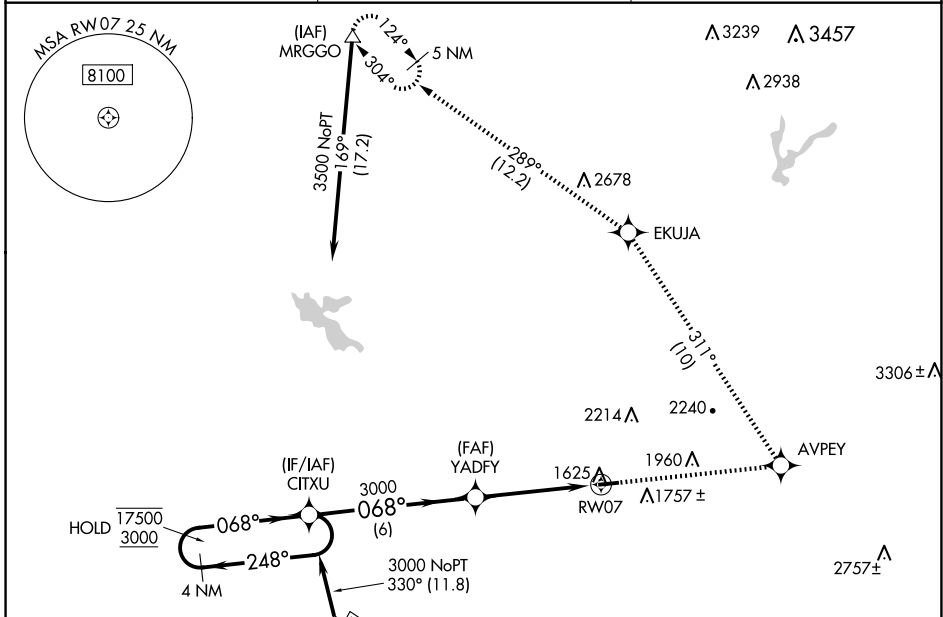 MSA RW07 25 NM
8100
(IAF)
MRGGO
124°
304°
5 NM
3239
3457
2938
3500 NoPT
169°
(17.2)
289°
(12.2)
2678
EKUJA
311°
(10)
3306 ±
2214
2240
AVPEY
(FAF)
YADFY
1625
1960
RW07
1757 ±
(IF/IAF)
CITXU
3000
068°
(6)
HOLD
17500
3000
068°
248°
4 NM
3000 NoPT
330° (11.8)
2757±